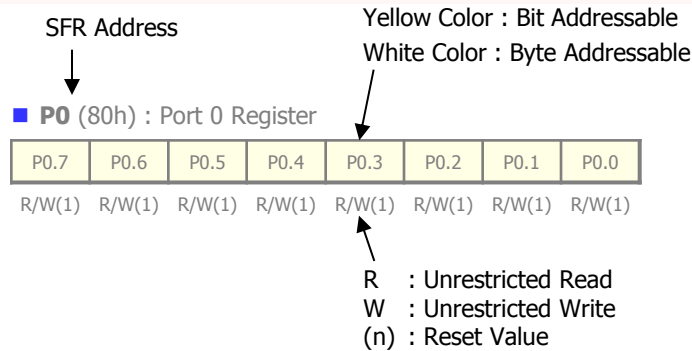 SFR Address
Yellow Color : Bit Addressable
White Color : Byte Addressable
P0 (80h) : Port 0 Register
P0.7 P0.6 P0.5 P0.4 P0.3 P0.2 P0.1 P0.0
R/W(1) R/W(1) R/W(1) R/W(1) R/W(1) R/W(1) R/W(1) R/W(1)
R : Unrestricted Read
W : Unrestricted Write
(n) : Reset Value